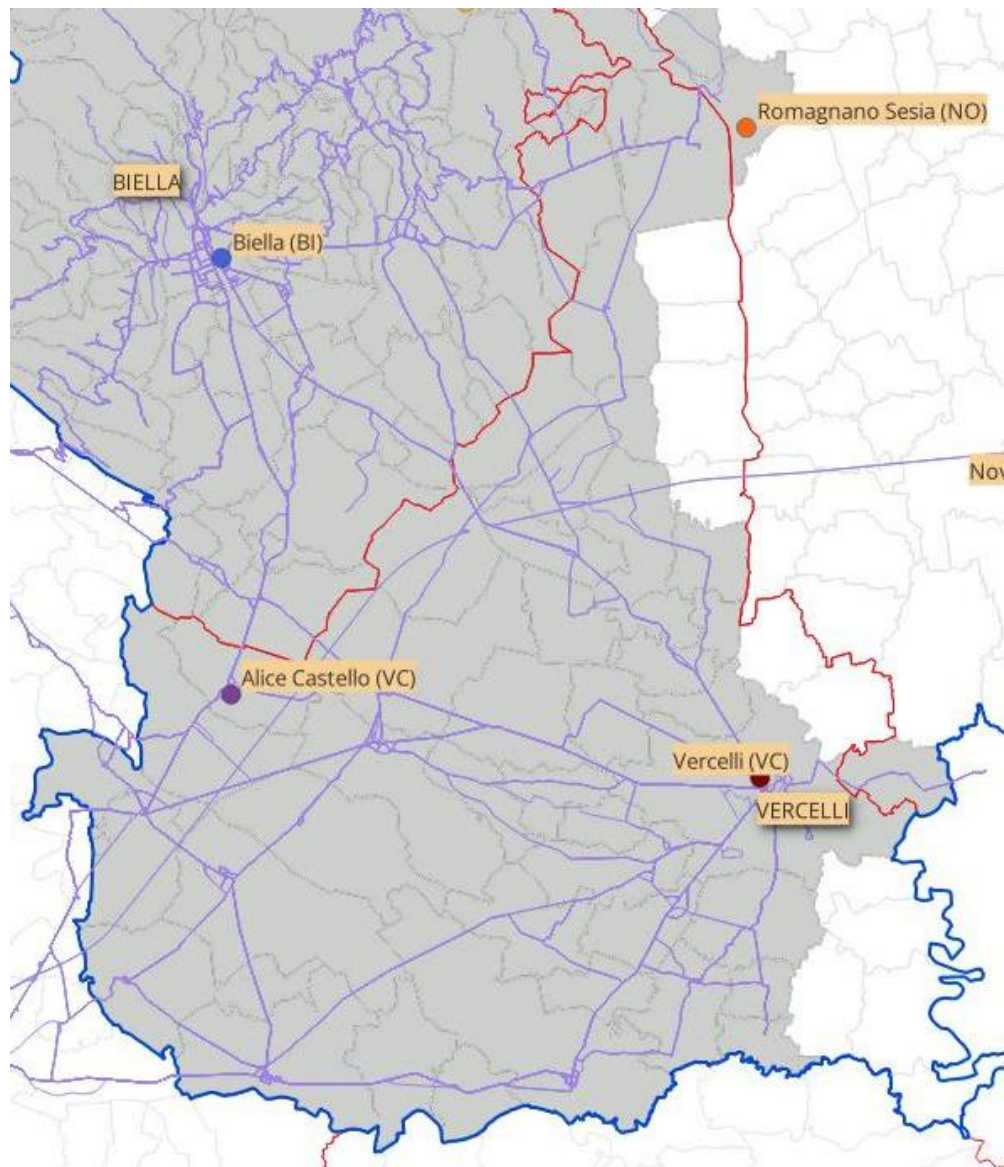 Romagnano Sesia (NO)
BIELLA
Biella (BI)
Nov
Alice Castello (VC)
Vercelli (VC)
VERCELLI